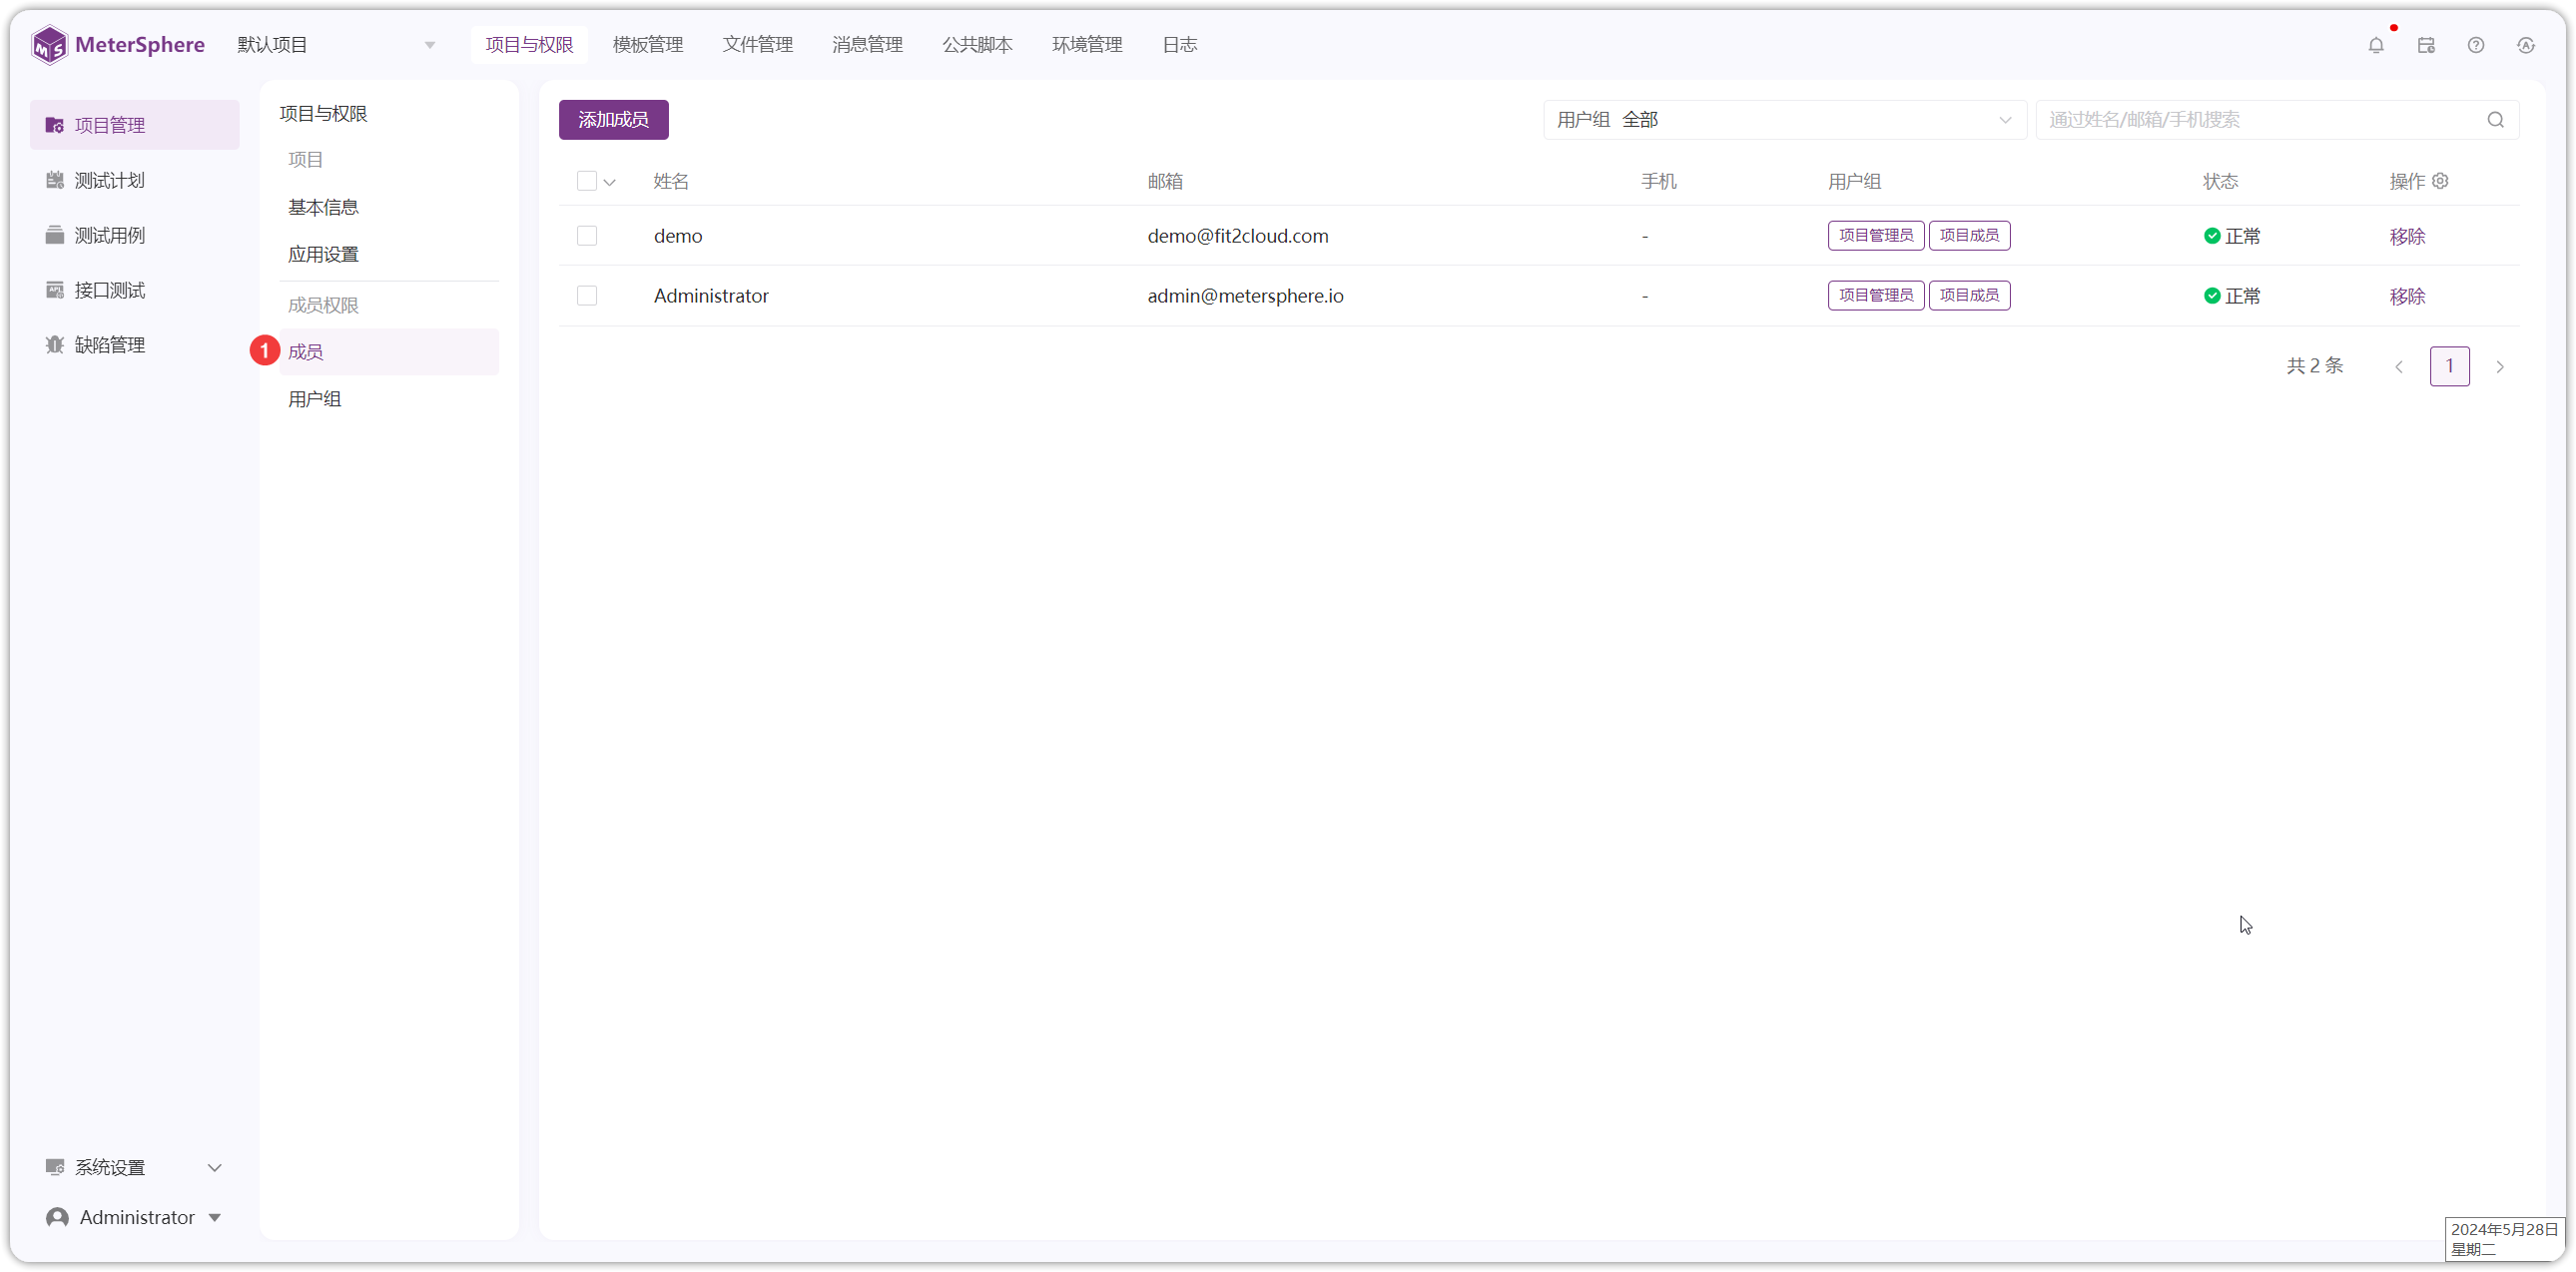 MeterSphere 默认项目 项目与权限 模板管理 文件管理 消息管理 公共脚本 环境管理 日志
项目管理
测试计划
测试用例
接口测试
缺陷管理
系统设置
Administrator
项目与权限
项目
基本信息
应用设置
成员权限
1 成员
用户组
添加成员 用户组 全部 通过姓名/邮箱/手机搜索
姓名 邮箱 手机 用户组 状态 操作
demo demo@fit2cloud.com - 项目管理员 项目成员 正常 移除
Administrator admin@metersphere.io - 项目管理员 项目成员 正常 移除
共 2 条 1
2024年5月28日
星期二